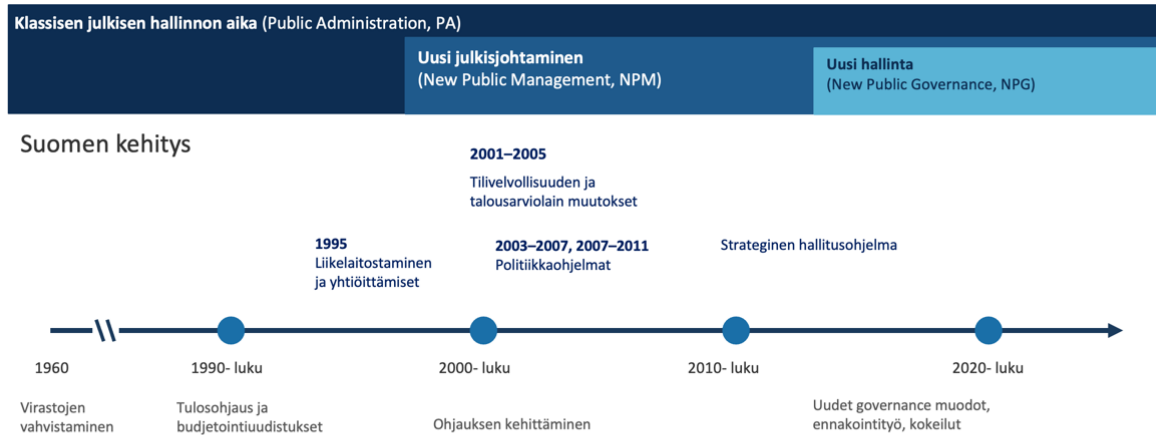 Klassisen julkisen hallinnon aika (Public Administration, PA)
Uusi julkisjohtaminen
(New Public Management, NPM)
Uusi hallinta
(New Public Governance, NPG)
Suomen kehitys
2001–2005
Tilivelvollisuuden ja
talousarviolain muutokset
1995
Liikelaitostaminen
ja yhtiöittämiset
2003–2007, 2007–2011
Politiikkaohjelmat
Strateginen hallitusohjelma
1960
1990- luku
2000- luku
2010- luku
2020- luku
Virastojen
vahvistaminen
Tulosohjaus ja
budjetointiuudistukset
Ohjauksen kehittäminen
Uudet governance muodot,
ennakointityö, kokeilut